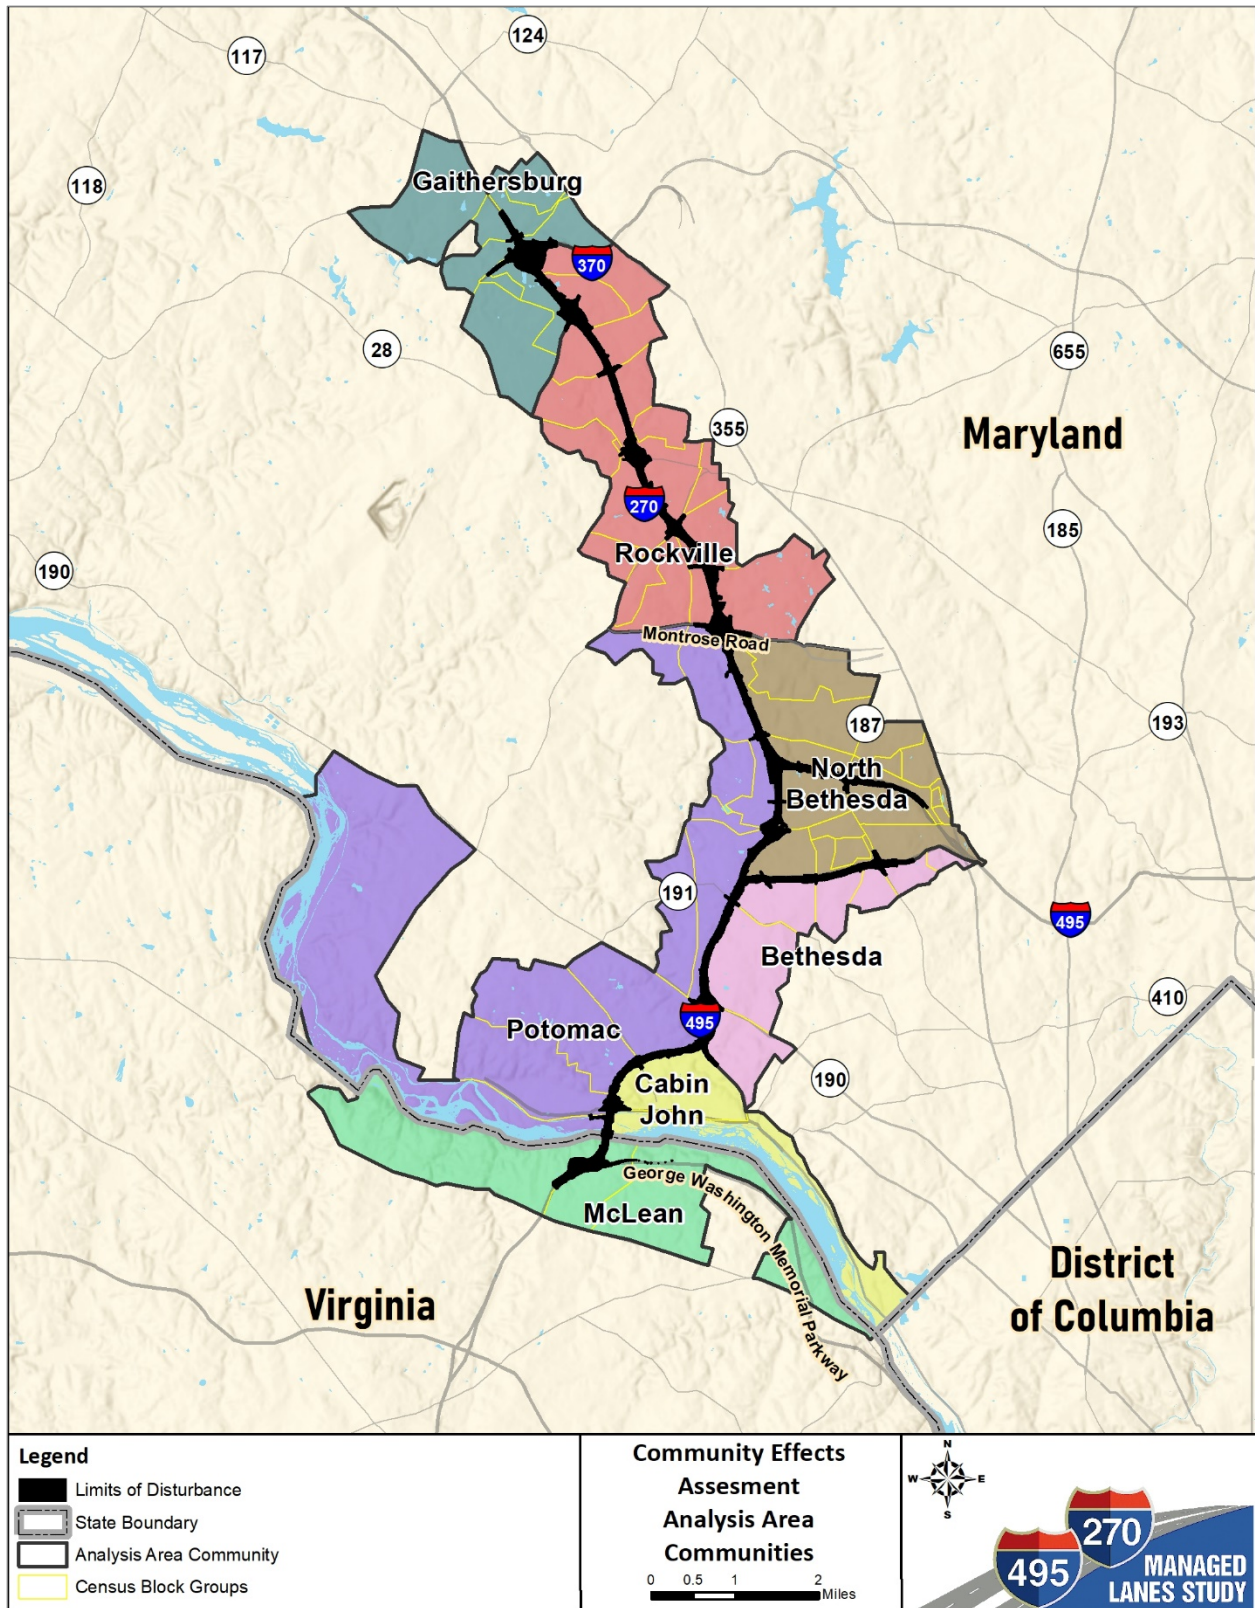 124
117
118
Gaithersburg
370
28
655
355
Maryland
270
185
Rockville
190
Montrose Road
187
193
North
Bethesda
191
495
Bethesda
410
495
Potomac
190
Cabin
John
George Washington Memorial Parkway
McLean
District
of Columbia
Virginia
Legend
Limits of Disturbance
State Boundary
Analysis Area Community
Census Block Groups
Community Effects
Assesment
Analysis Area
Communities
0 0.5 1 2
Miles
N
W E
S
270
495
MANAGED
LANES STUDY